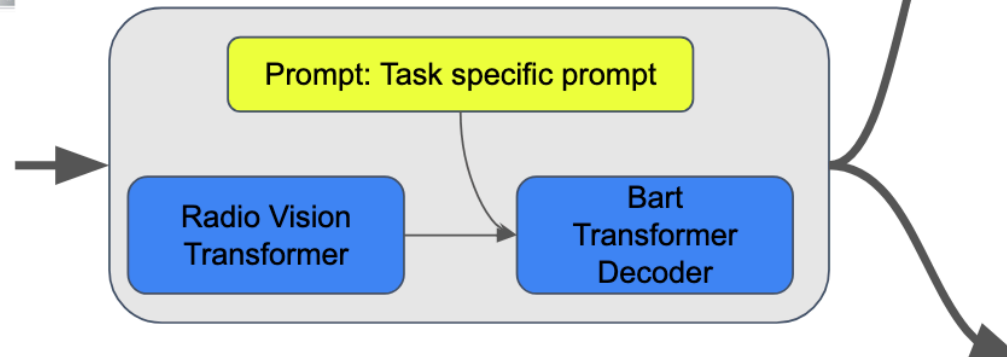 Prompt: Task specific prompt
Radio Vision
Transformer
Bart
Transformer
Decoder